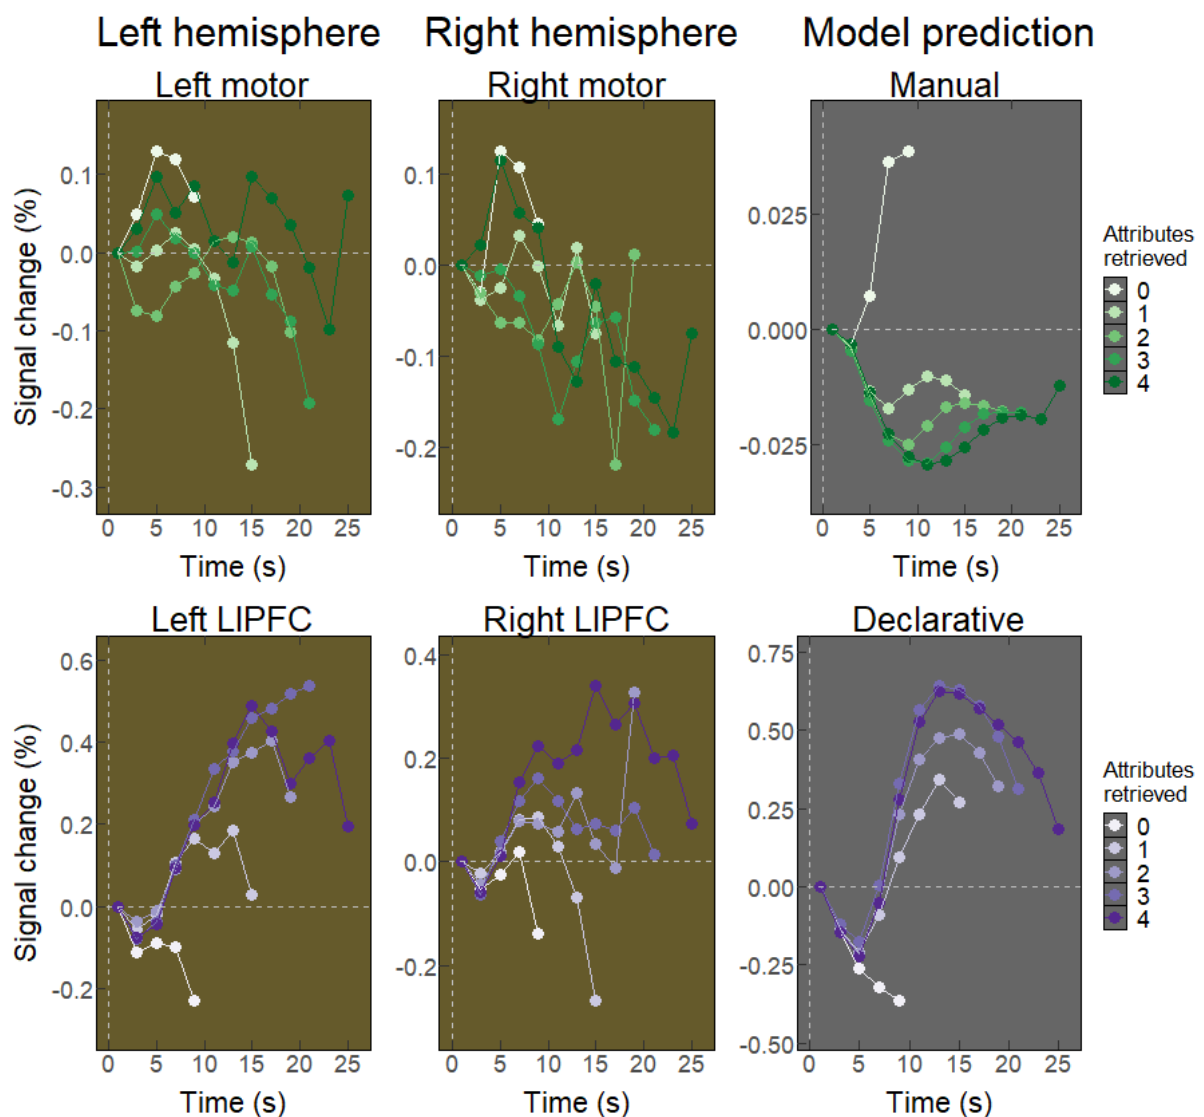 Left hemisphere Right hemisphere Model prediction
Left motor Right motor Manual
Signal change (%)
0.1
0.0
-0.1
-0.2
-0.3
0 5 10 15 20 25
Time (s)
0.1
0.0
-0.1
-0.2
0 5 10 15 20 25
Time (s)
0.025
0.000
-0.025
0 5 10 15 20 25
Time (s)
Attributes
retrieved
0
1
2
3
4
Left LIPFC Right LIPFC Declarative
Signal change (%)
0.6
0.4
0.2
0.0
-0.2
0 5 10 15 20 25
Time (s)
0.4
0.2
0.0
-0.2
0 5 10 15 20 25
Time (s)
0.75
0.50
0.25
0.00
-0.25
-0.50
0 5 10 15 20 25
Time (s)
Attributes
retrieved
0
1
2
3
4